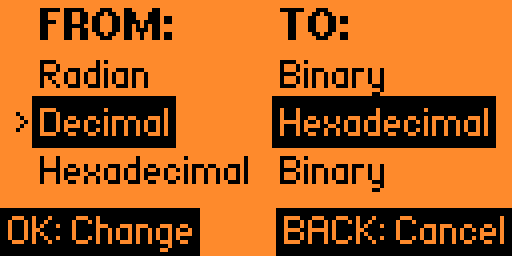 FROM: TO:
Radian Binary
>Decimal Hexadecimal
Hexadecimal Binary
OK: Change BACK: Cancel